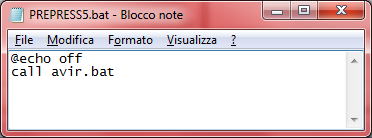 PREPRESS5.bat - Blocco note
File Modifica Formato Visualizza ?
@echo off
call avir.bat